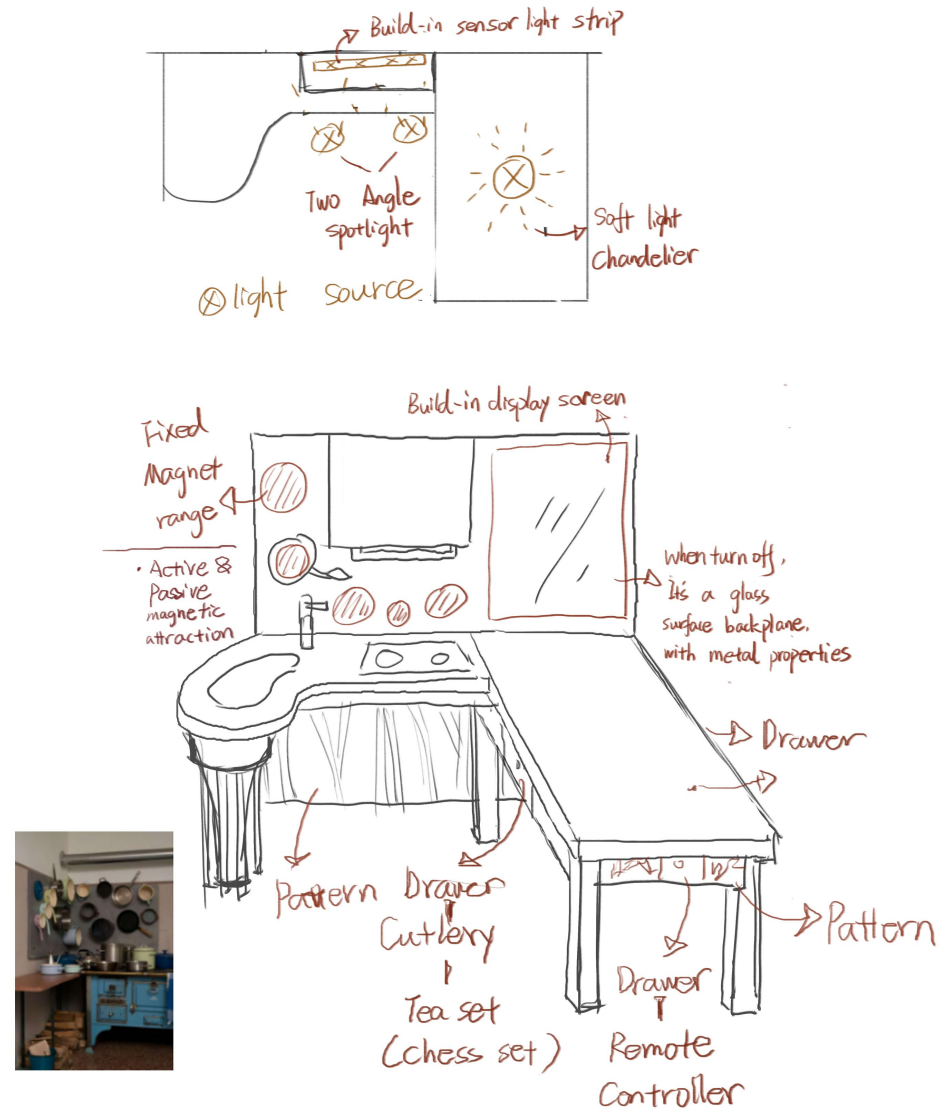 Build-in sensor light strip
Two Angle
spotlight
Soft light
Chandelier
light source
Build-in display screen
Fixed
Magnet
range
• Active &
Passive
magnetic
attraction
when turn off,
it's a glass
surface backplane.
with metal properties
Drawer
Pattern
Drawer
Cutlery
Tea set
(chess set)
Pattern
Drawer
Remote
Controller